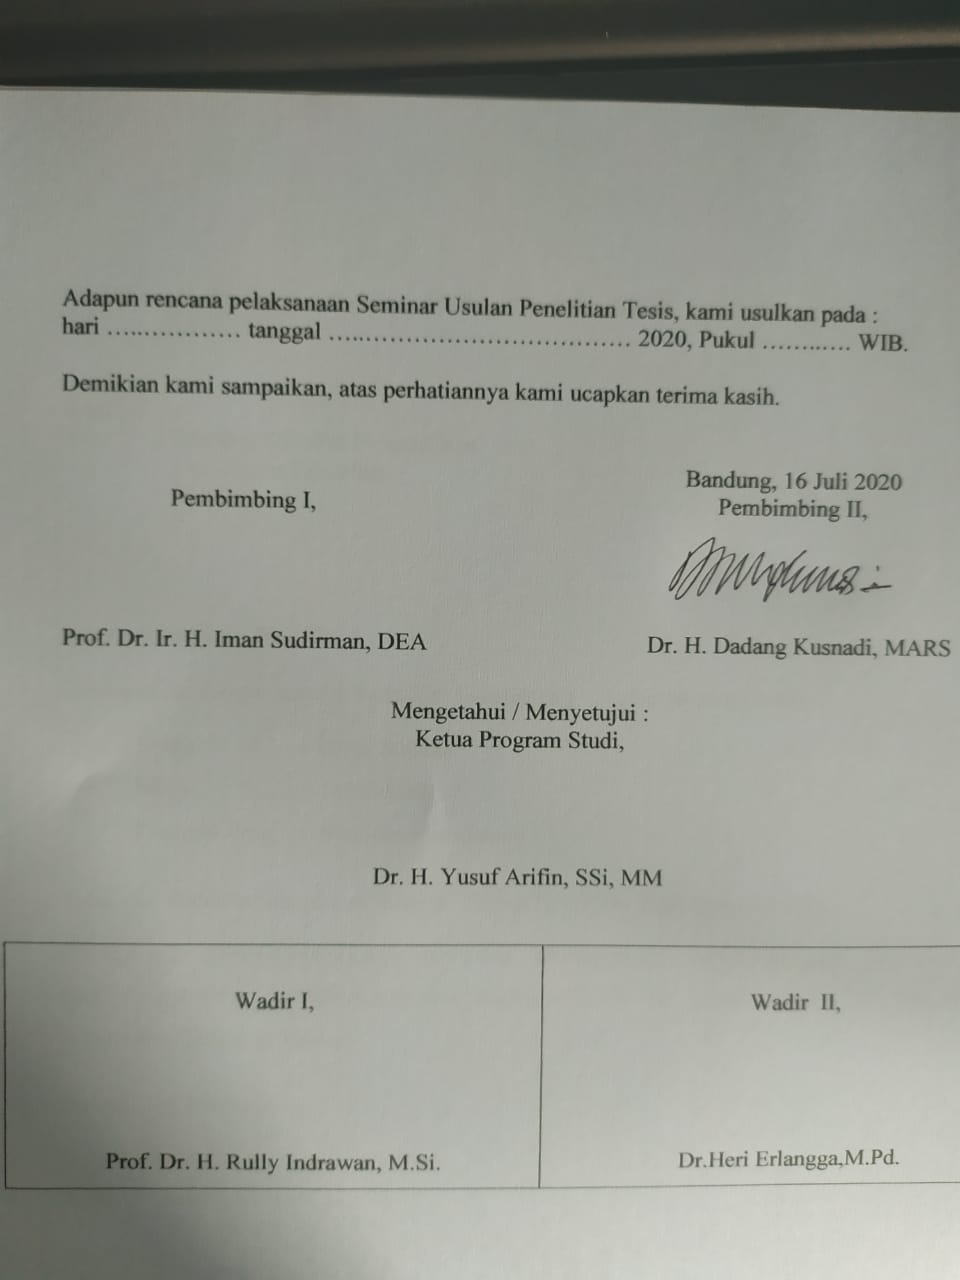 Adapun rencana pelaksanaan Seminar Usulan Penelitian Tesis, kami usulkan pada :
hari ................ tanggal ..................................... 2020, Pukul ............ WIB.
Demikian kami sampaikan, atas perhatiannya kami ucapkan terima kasih.
Bandung, 16 Juli 2020
Pembimbing I,
Pembimbing II,
Prof. Dr. Ir. H. Iman Sudirman, DEA
Dr. H. Dadang Kusnadi, MARS
Mengetahui / Menyetujui :
Ketua Program Studi,
Dr. H. Yusuf Arifin, SSi, MM
Wadir I,
Wadir II,
Prof. Dr. H. Rully Indrawan, M.Si.
Dr.Heri Erlangga,M.Pd.